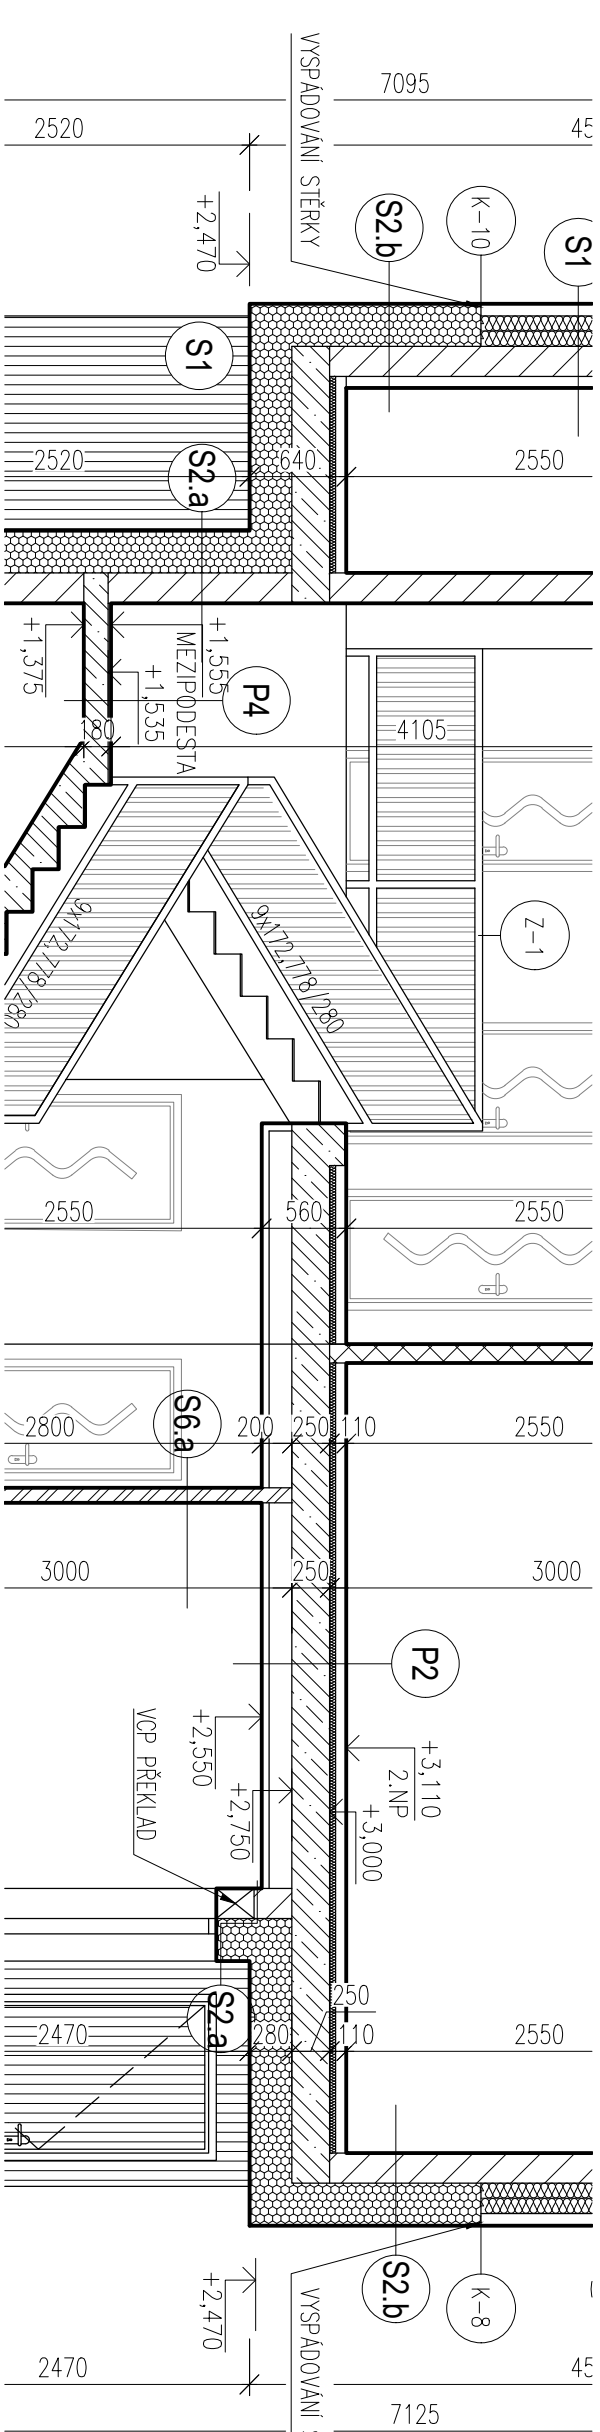 7095
2520
45
VYSPÁDOVÁNÍ STĚRKY
+2,470
S2.b
K-10
S1
S1
2520
S2.a
640
2550
+1,375
+1,555
+1,535
MEZIPODESTA
P4
180
4105
9x172,778/280
9x172,778/280
Z-1
2550
560
2550
S6.a
2800
200
250
110
2550
3000
250
3000
P2
+2,550
+2,750
+3,110
2.NP
+3,000
VCP PŘEKLAD
S2.a
250
2470
280
110
2550
S2.b
K-8
+2,470
VYSPÁDOVÁNÍ
2470
45
7125